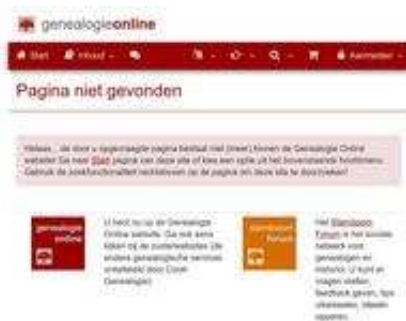 genealogieonline
Start Inhoud Aanmelden
Pagina niet gevonden
Helaas... de door u opgevraagde pagina bestaat niet (meer) binnen de Genealogie Online
website! Ga naar Start pagina van deze site of kies een optie uit het bovenstaande hoofdmenu.
Gebruik de zoekfunctionaliteit rechtsboven op de pagina om deze site te doorzoeken!
genealogie
online
U bent nu op de Genealogie
Online website. Ga ook eens
kijken bij de zusterwebsites (de
andere genealogische services
ontwikkeld door Coret
Genealogie)
stamboom
forum
Het Stamboom
Forum is het sociale
netwerk voor
genealogen en
historici. U kunt er
vragen stellen,
feedback geven, tips
uitwisselen, ideeën
opperen,